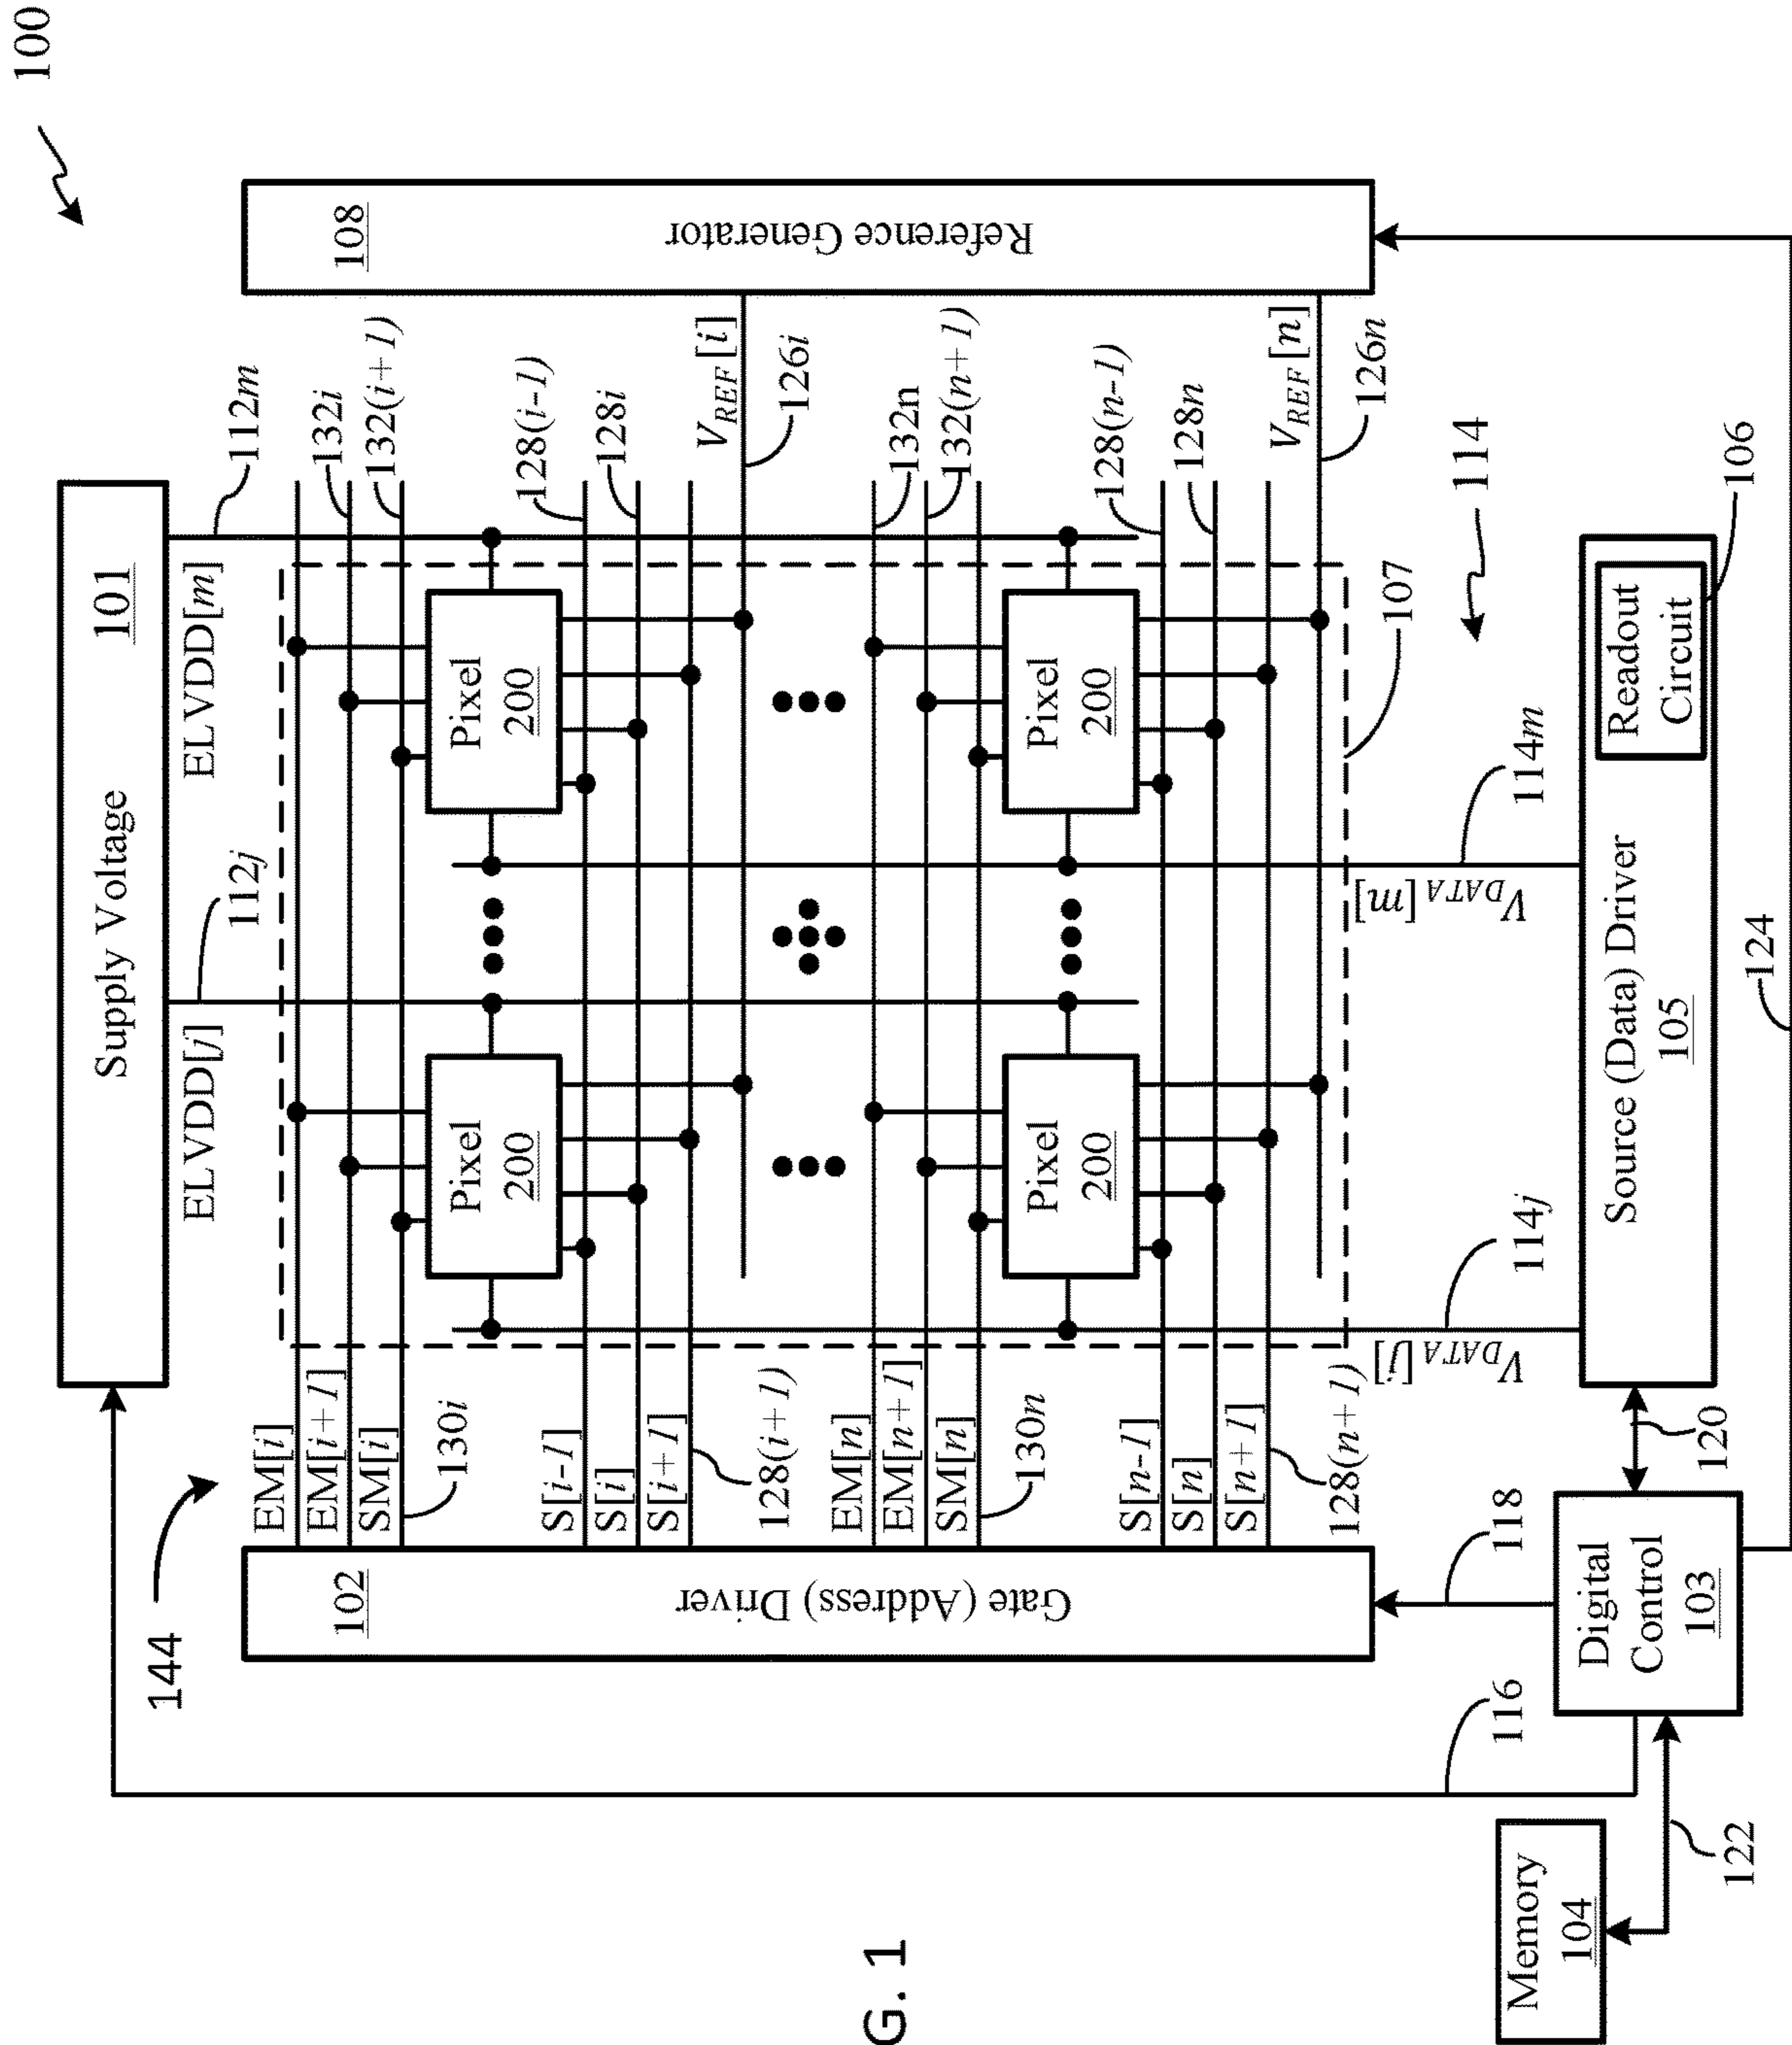 100
Supply Voltage
101
112j
112m
ELVDD[j]
ELVDD[m]
144
EM[i]
EM[i+1]
SM[i]
130i
S[i-1]
S[i]
S[i+1]
128(i+1)
EM[n]
EM[n+1]
SM[n]
130n
S[n-1]
S[n]
S[n+1]
128(n+1)
132i
132(i+1)
128(i-1)
128i
VREF[i]
126i
132n
132(n+1)
128(n-1)
128n
VREF[n]
126n
102
Gate (Address) Driver
108
Reference Generator
Pixel
200
Pixel
200
Pixel
200
Pixel
200
107
114
VDATA[j]
114j
VDATA[m]
114m
Source (Data) Driver
105
Readout
Circuit
106
Digital
Control
103
116
118
120
122
124
Memory
104
G. 1